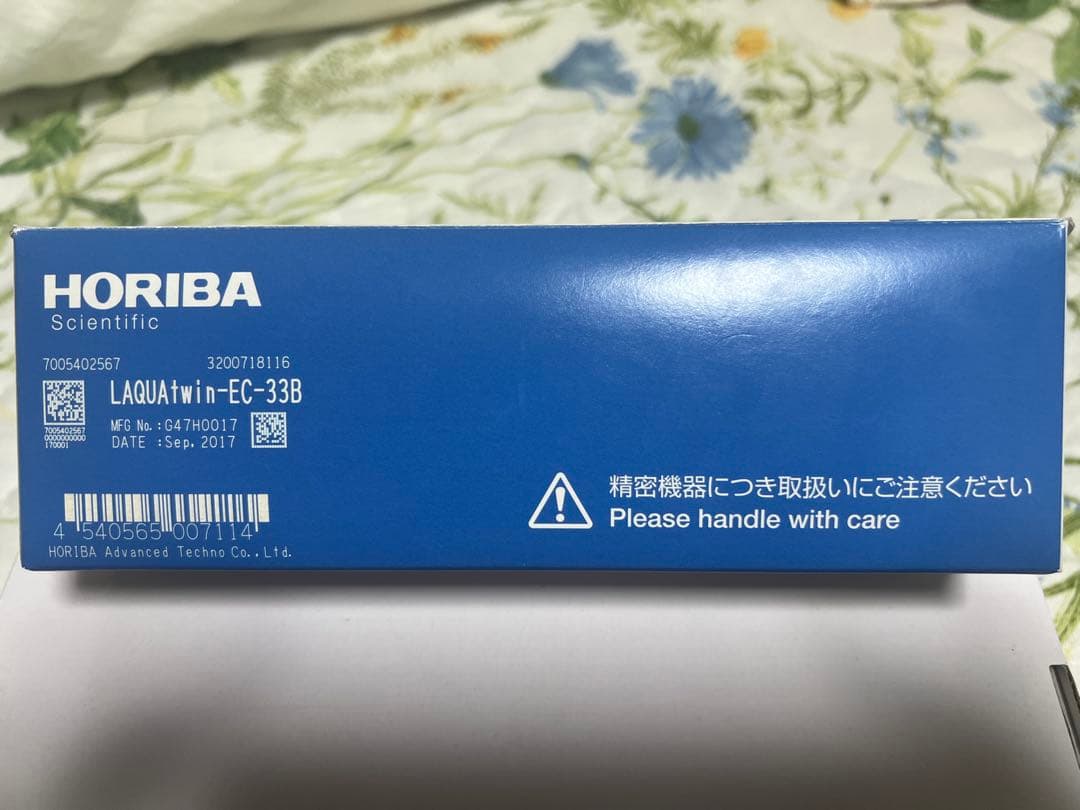 HORIBA
Scientific
7005402567 3200718116
LAQUAtwin-EC-33B
MFG No.:G47H0017
DATE :Sep. 2017
7005402567
0000000000
170001
4 540565 007114
HORIBA Advanced Techno Co.,Ltd.
精密機器につき取扱いにご注意ください
Please handle with care